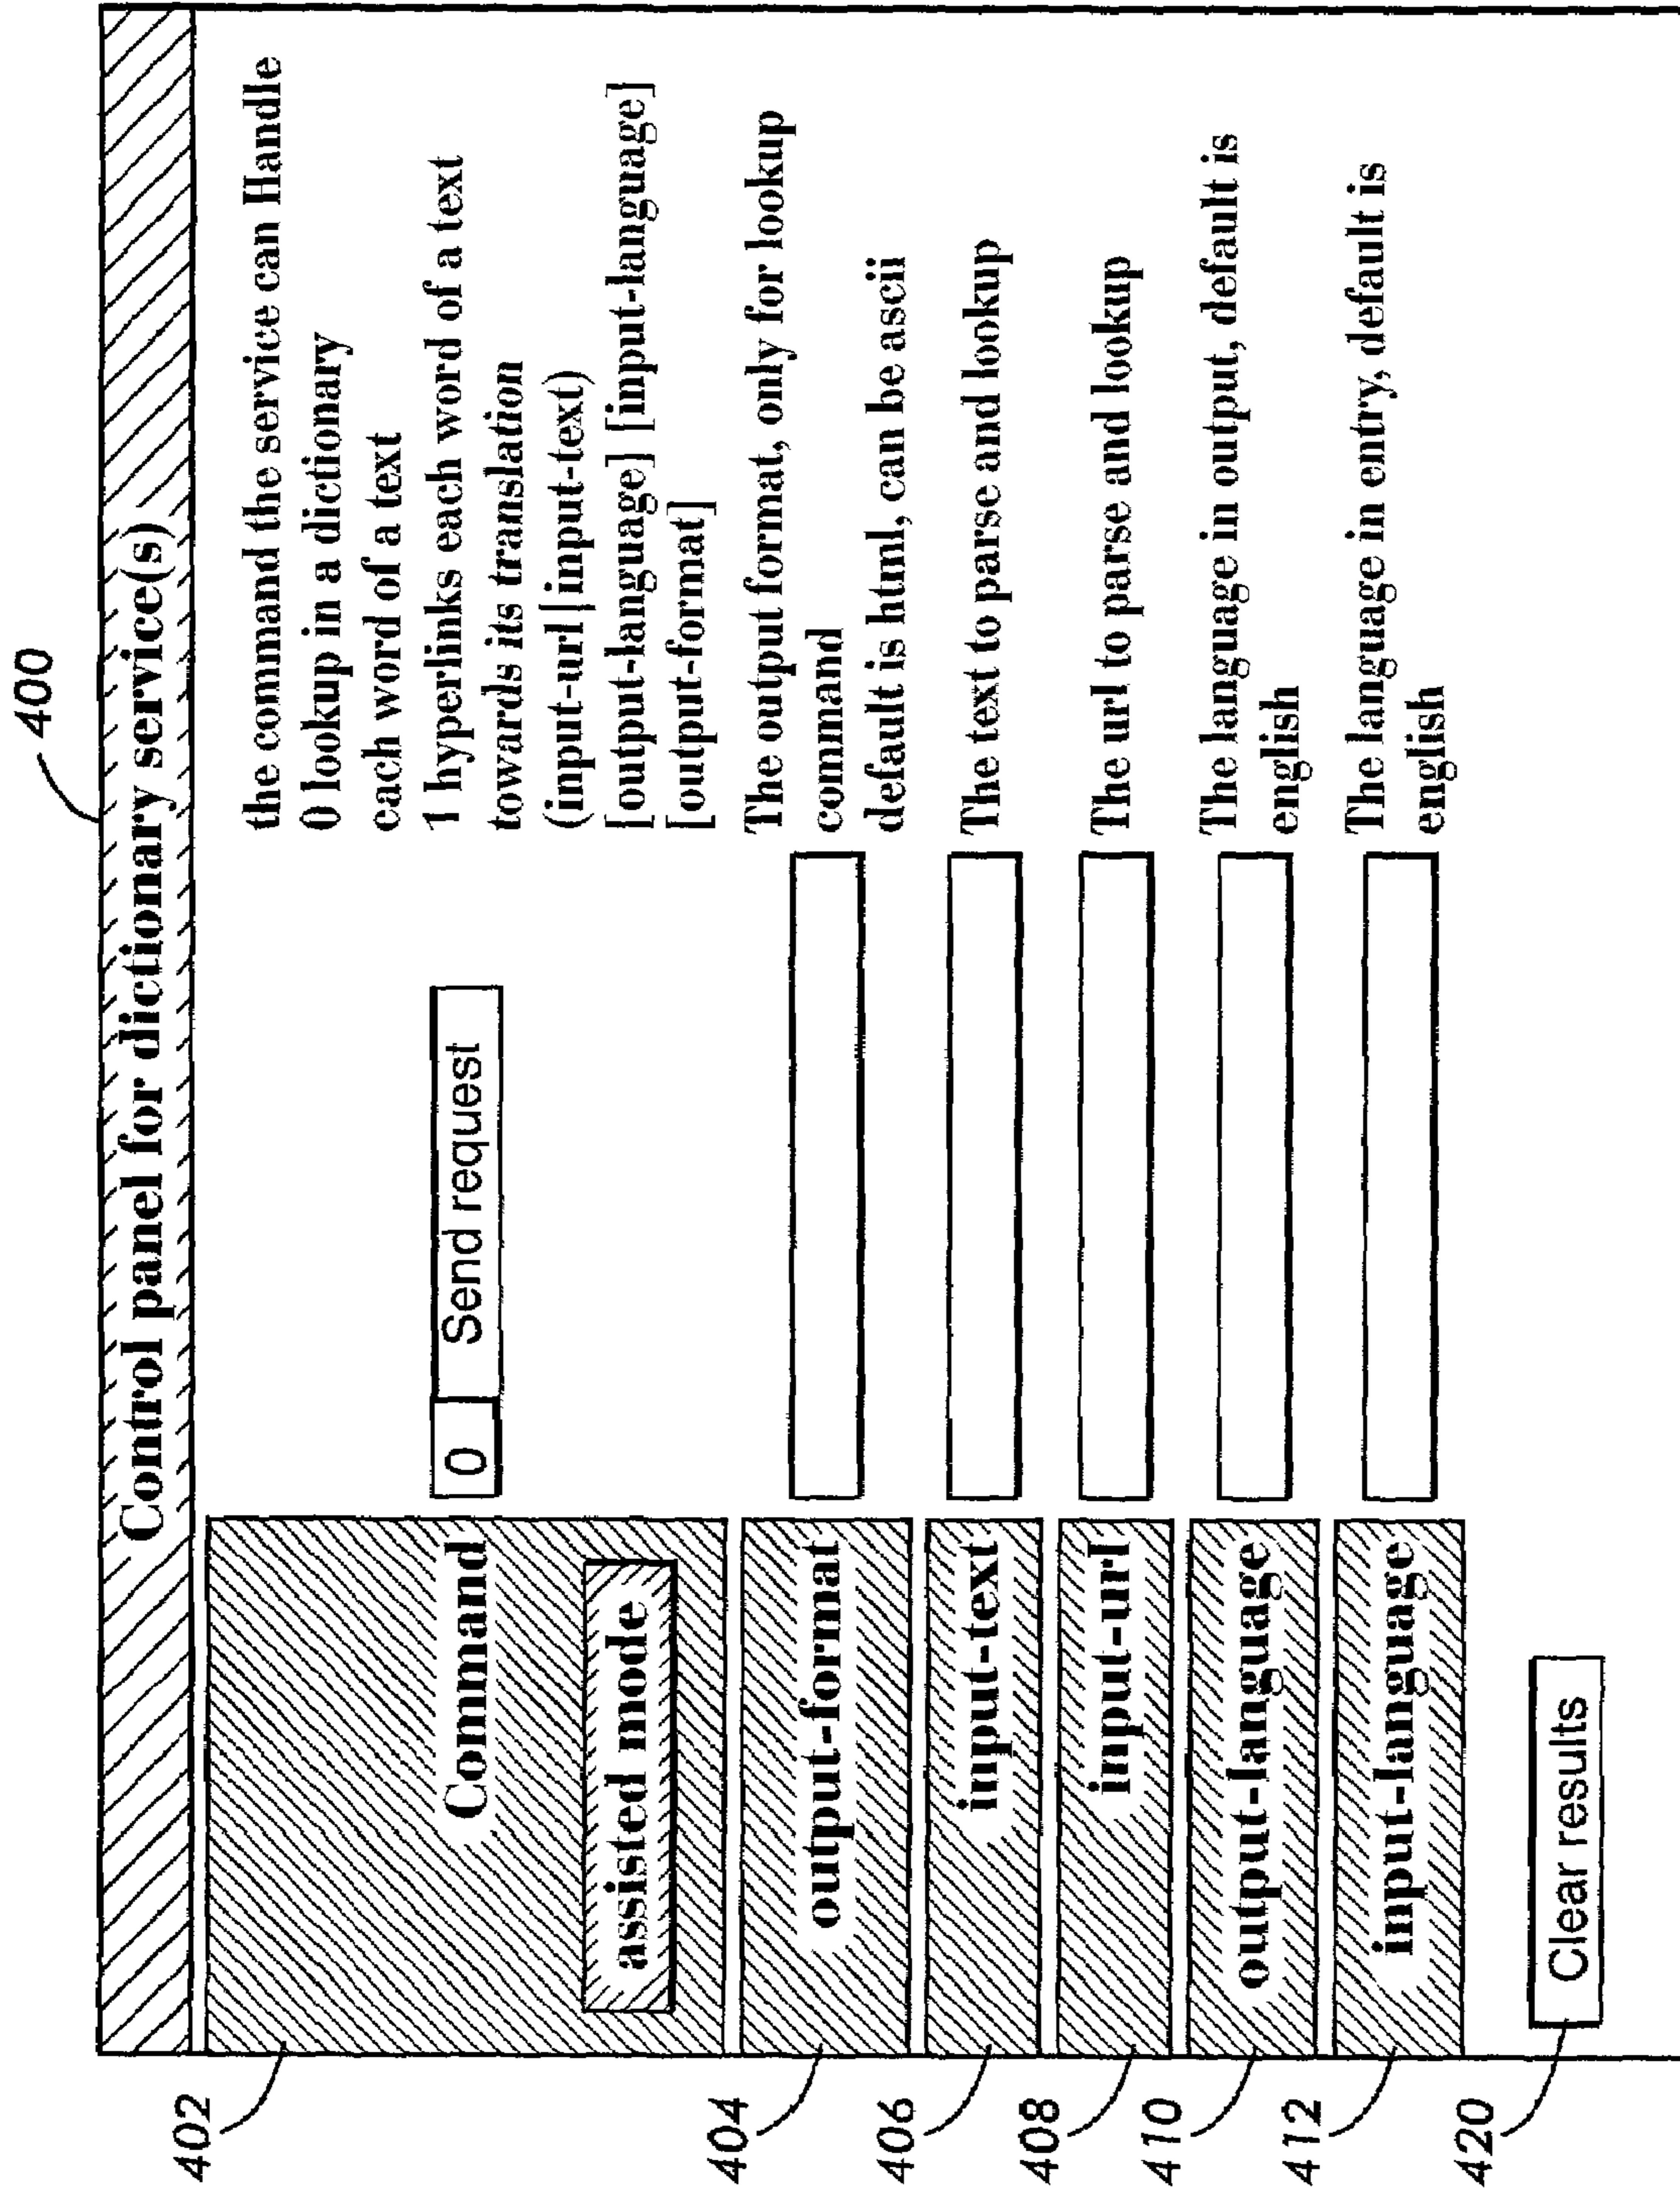 400
Control panel for dictionary service(s)
402
Command
assisted mode
0 Send request
the command the service can Handle
0 lookup in a dictionary
each word of a text
1 hyperlinks each word of a text
towards its translation
(input-url|input-text)
[output-language] [input-language]
[output-format]
404
output-format
The output format, only for lookup
command
default is html, can be ascii
406
input-text
The text to parse and lookup
408
input-url
The url to parse and lookup
410
output-language
The language in output, default is
english
412
input-language
The language in entry, default is
english
420
Clear results